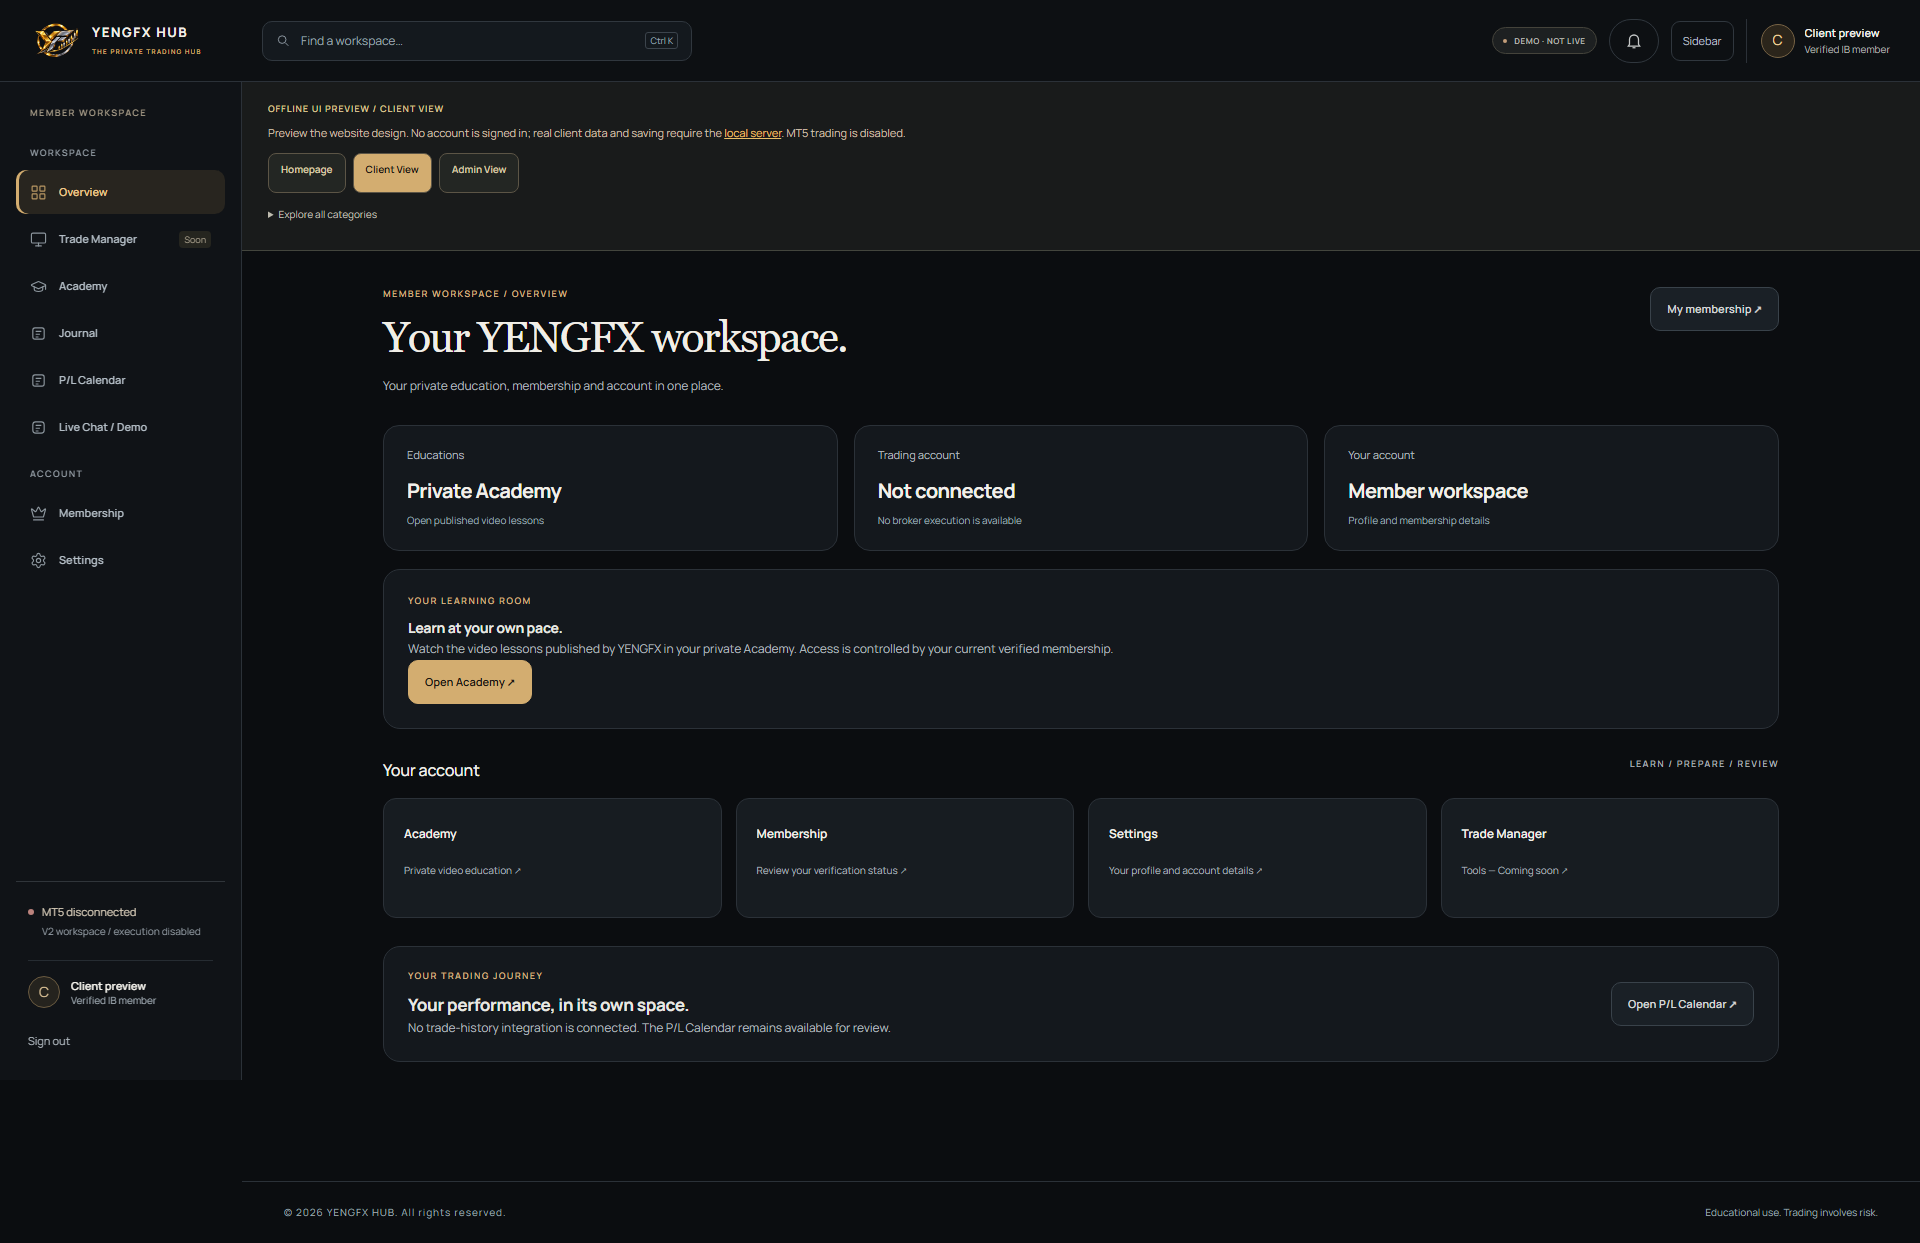 YENGFX HUB
THE PRIVATE TRADING HUB
Find a workspace...
Ctrl K
DEMO - NOT LIVE
Sidebar
C
Client preview
Verified IB member
MEMBER WORKSPACE
WORKSPACE
Overview
Trade Manager
Soon
Academy
Journal
P/L Calendar
Live Chat / Demo
ACCOUNT
Membership
Settings
MT5 disconnected
V2 workspace / execution disabled
C
Client preview
Verified IB member
Sign out
OFFLINE UI PREVIEW / CLIENT VIEW
Preview the website design. No account is signed in; real client data and saving require the local server. MT5 trading is disabled.
Homepage
Client View
Admin View
▶ Explore all categories
MEMBER WORKSPACE / OVERVIEW
Your YENGFX workspace.
Your private education, membership and account in one place.
My membership ↗
Educations
Private Academy
Open published video lessons
Trading account
Not connected
No broker execution is available
Your account
Member workspace
Profile and membership details
YOUR LEARNING ROOM
Learn at your own pace.
Watch the video lessons published by YENGFX in your private Academy. Access is controlled by your current verified membership.
Open Academy ↗
Your account
LEARN / PREPARE / REVIEW
Academy
Private video education ↗
Membership
Review your verification status ↗
Settings
Your profile and account details ↗
Trade Manager
Tools — Coming soon ↗
YOUR TRADING JOURNEY
Your performance, in its own space.
No trade-history integration is connected. The P/L Calendar remains available for review.
Open P/L Calendar ↗
© 2026 YENGFX HUB. All rights reserved.
Educational use. Trading involves risk.